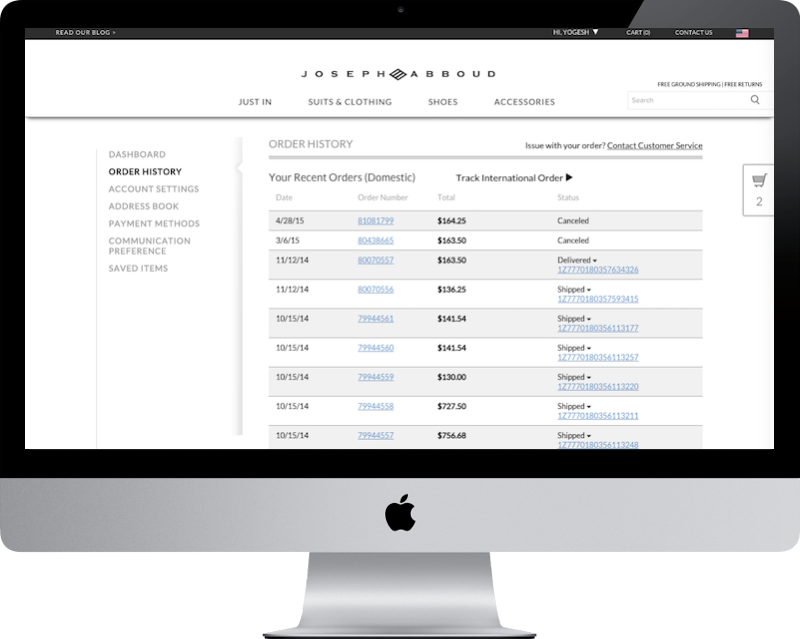 READ OUR BLOG >
HI, YOGESH ▼ CART (0) CONTACT US
JOSEPH ABBOUD
FREE GROUND SHIPPING | FREE RETURNS
JUST IN SUITS & CLOTHING SHOES ACCESSORIES
Search
DASHBOARD
ORDER HISTORY
ACCOUNT SETTINGS
ADDRESS BOOK
PAYMENT METHODS
COMMUNICATION
PREFERENCE
SAVED ITEMS
ORDER HISTORY
Issue with your order? Contact Customer Service
Your Recent Orders (Domestic) Track International Order ▶
Date Order Number Total Status
4/28/15 81081799 $164.25 Canceled
3/6/15 80438665 $163.50 Canceled
11/12/14 80070557 $163.50 Delivered
1Z7770180357634326
11/12/14 80070556 $136.25 Shipped
1Z7770180357593415
10/15/14 79944561 $141.54 Shipped
1Z7770180356113177
10/15/14 79944560 $141.54 Shipped
1Z7770180356113257
10/15/14 79944559 $130.00 Shipped
1Z7770180356113220
10/15/14 79944558 $727.50 Shipped
1Z7770180356113211
10/15/14 79944557 $756.68 Shipped
1Z7770180356113248
2